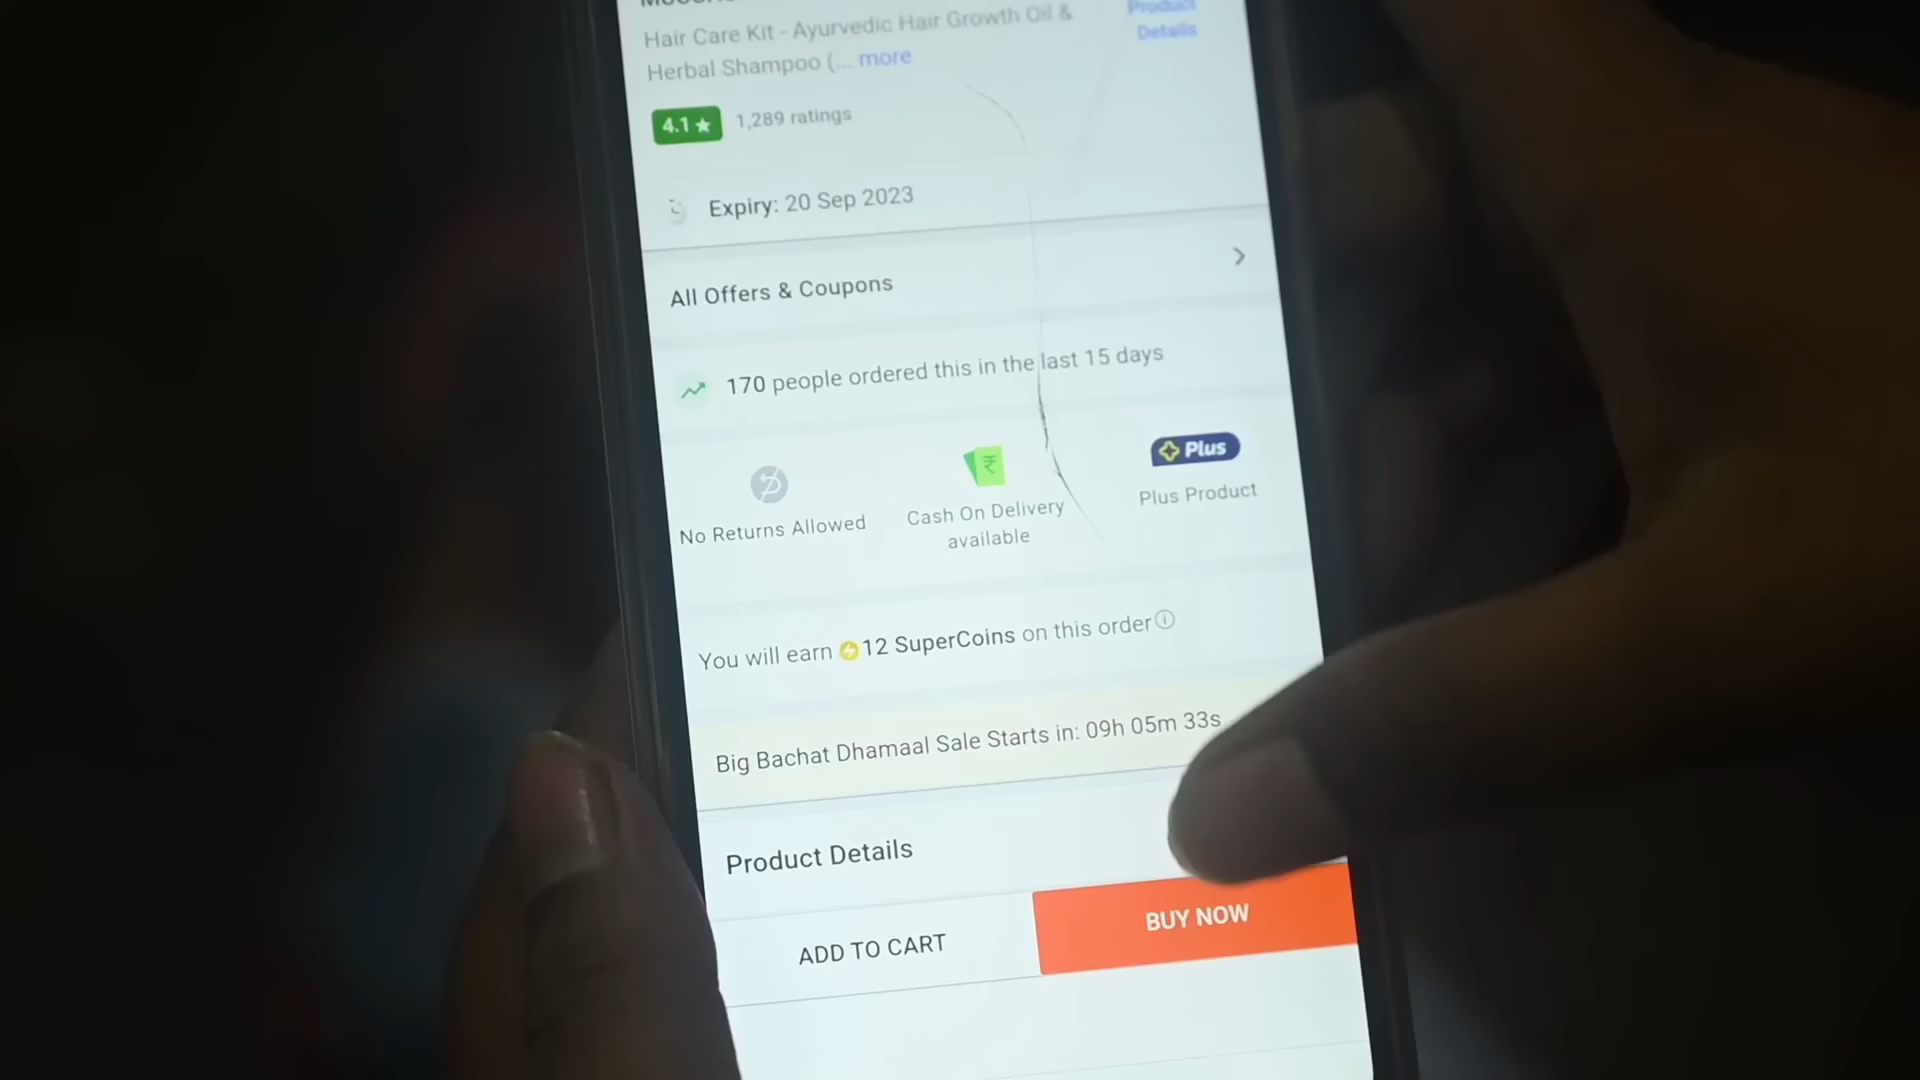 Hair Care Kit - Ayurvedic Hair Growth Oil &
Herbal Shampoo (... more
Product
Details
4.1★ 1,289 ratings
Expiry: 20 Sep 2023
All Offers & Coupons
170 people ordered this in the last 15 days
No Returns Allowed
₹
Cash On Delivery
available
Plus
Plus Product
You will earn 12 SuperCoins on this order
Big Bachat Dhamaal Sale Starts in: 09h 05m 33s
Product Details
ADD TO CART
BUY NOW